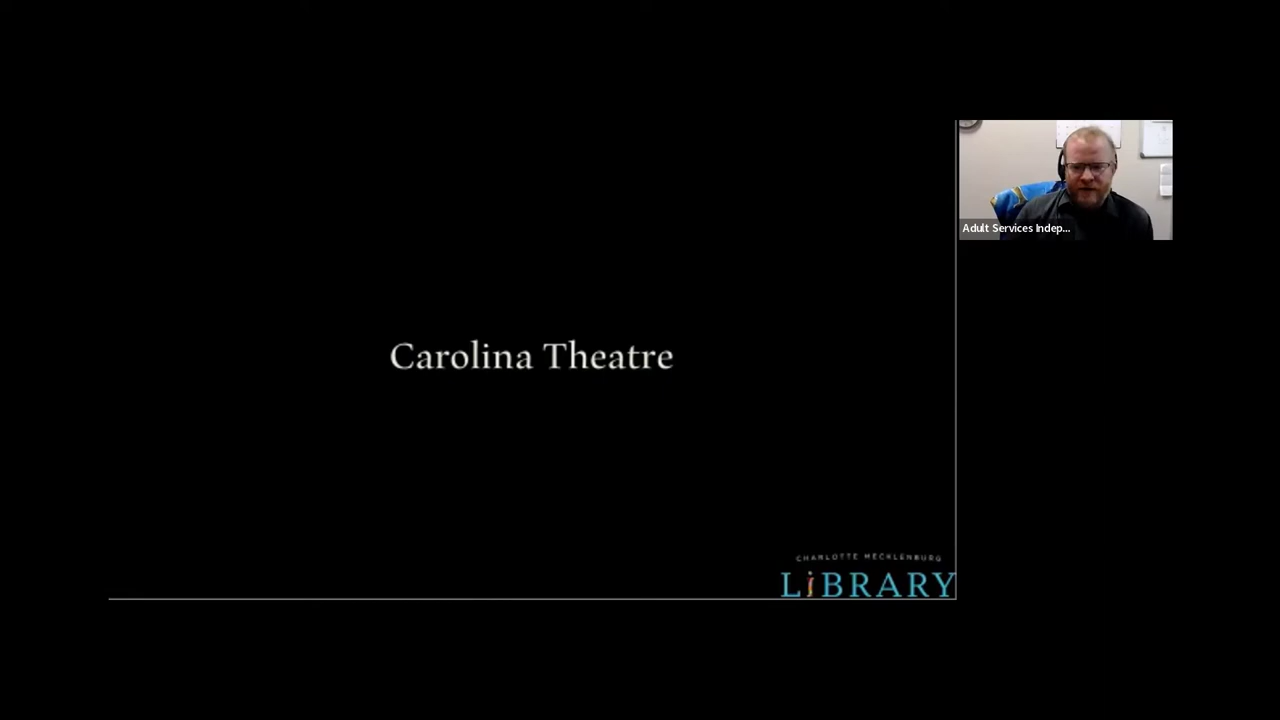 Adult Services Indep...
Carolina Theatre
CHARLOTTE MECKLENBURG
LiBRARY